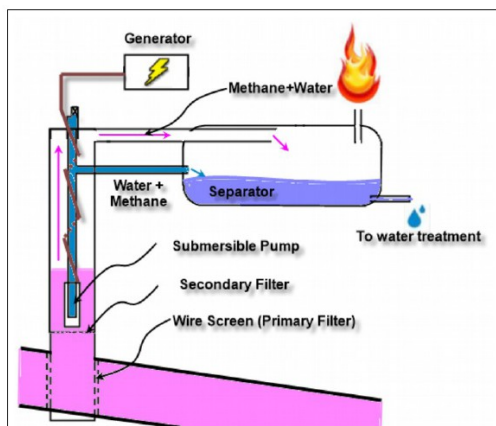 Generator
Methane+Water
Water +
Methane
Separator
To water treatment
Submersible Pump
Secondary Filter
Wire Screen (Primary Filter)